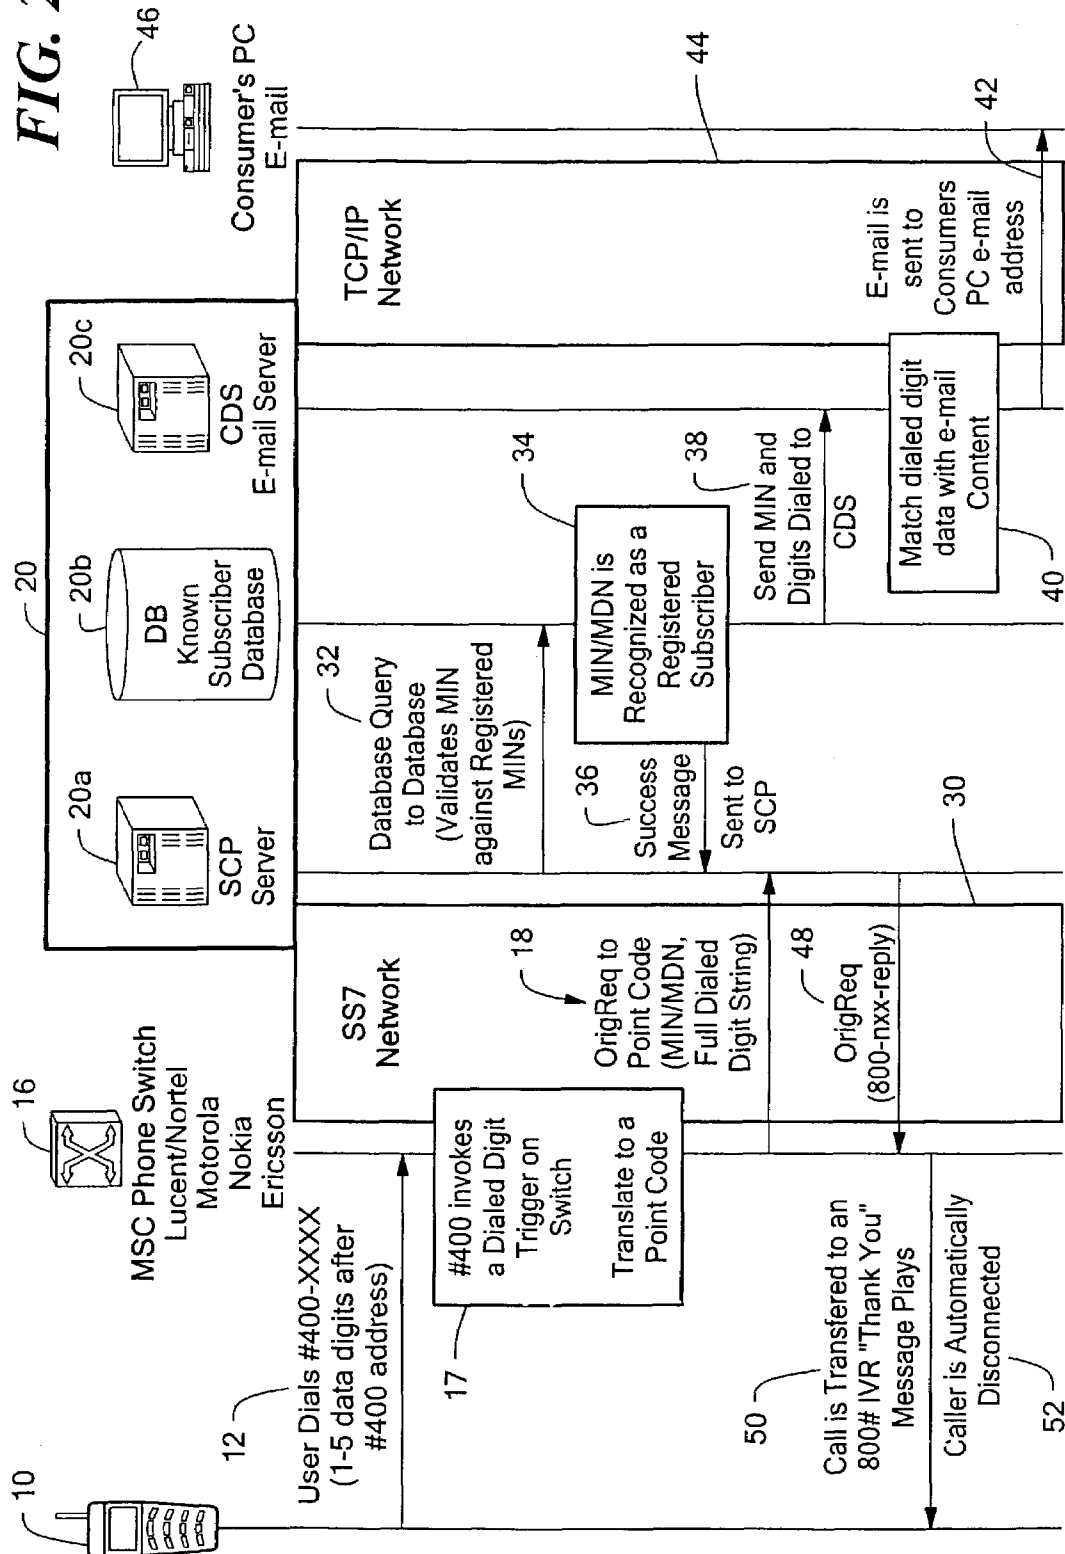 FIG. 2
10
16
MSC Phone Switch
Lucent/Nortel
Motorola
Nokia
Ericsson
20
20a
SCP
Server
20b
DB
Known
Subscriber
Database
20c
CDS
E-mail Server
46
Consumer's PC
E-mail
12
User Dials #400-XXXX
(1-5 data digits after
#400 address)
17
#400 invokes
a Dialed Digit
Trigger on
Switch
Translate to a
Point Code
SS7
Network
18
OrigReq to
Point Code
(MIN/MDN,
Full Dialed
Digit String)
30
32
Database Query
to Database
(Validates MIN
against Registered
MINs)
34
MIN/MDN is
Recognized as a
Registered
Subscriber
36
Success
Message
Sent to
SCP
38
Send MIN and
Digits Dialed to
CDS
40
Match dialed digit
data with e-mail
Content
TCP/IP
Network
44
E-mail is
sent to
Consumers
PC e-mail
address
42
48
OrigReq
(800-nxx-reply)
50
Call is Transfered to an
800# IVR "Thank You"
Message Plays
Caller is Automatically
Disconnected
52